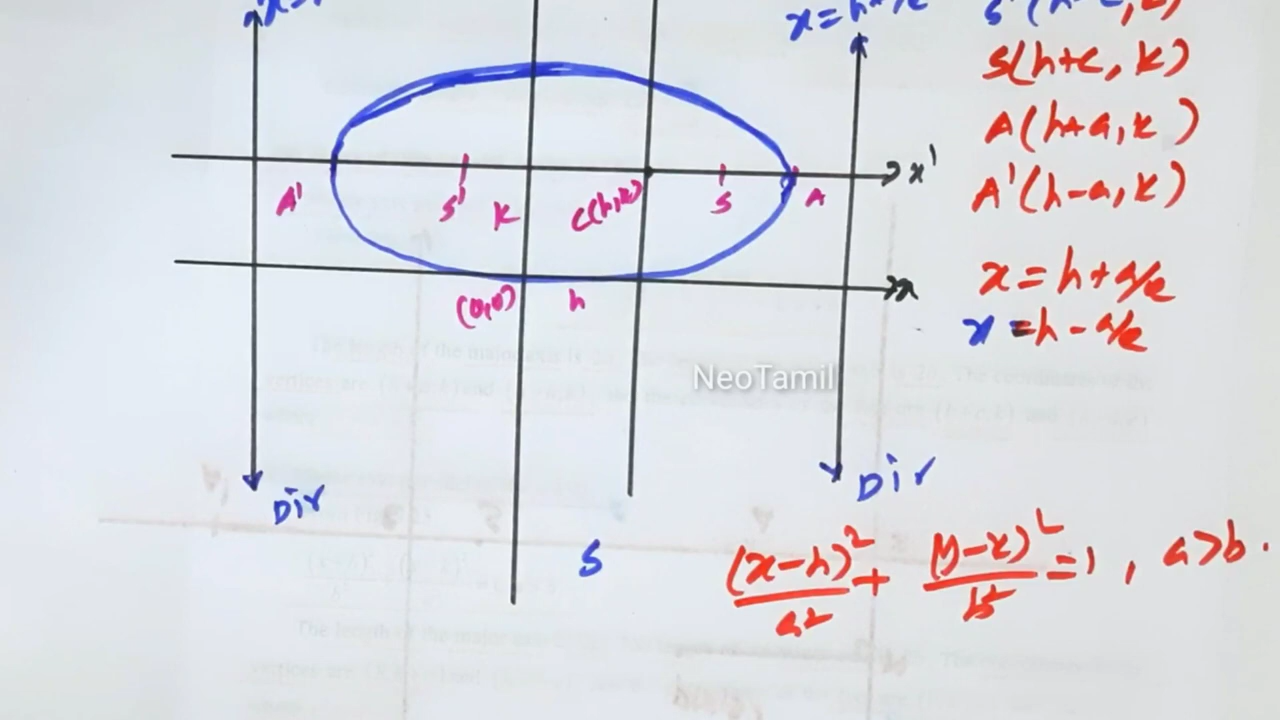 S(h+c, k)
A(h+a, k)
A'(h-a, k)
x'
A'
S'
k
C(h,k)
S
A
x = h + a/e
x = h - a/e
x
(0,0)
h
NeoTamil
Dir
Dir
S
(x-h)²/a² + (y-k)²/b² = 1, a>b.